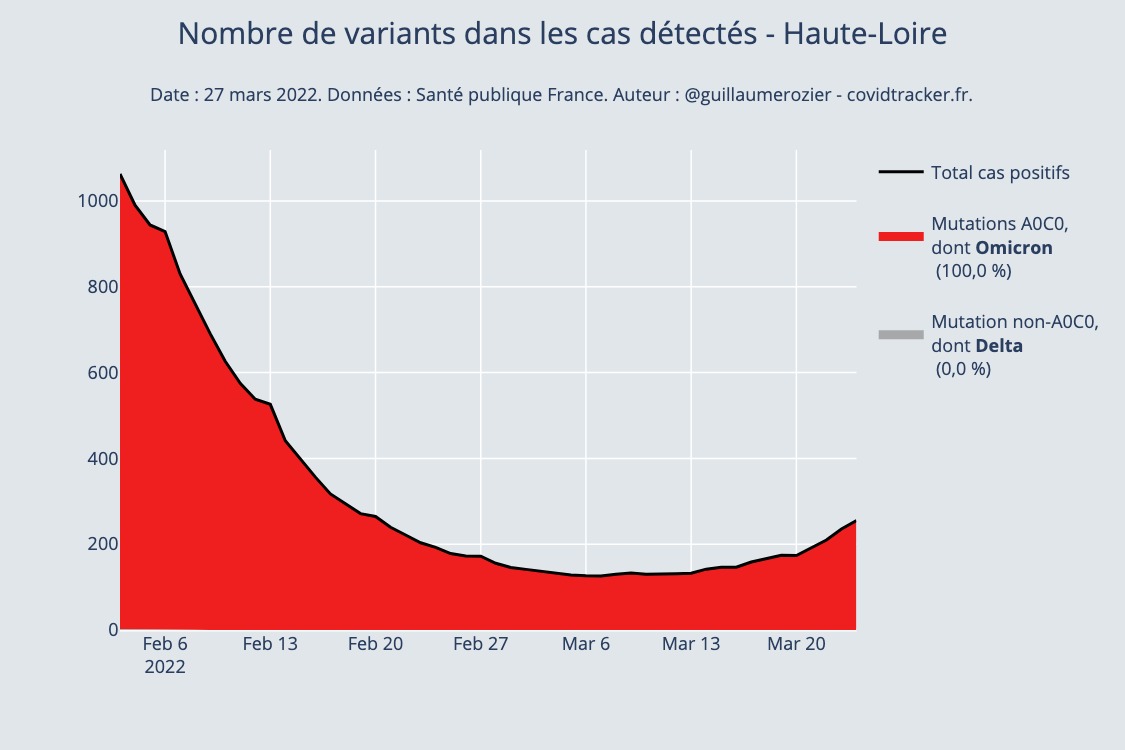 Nombre de variants dans les cas détectés - Haute-Loire
Date : 27 mars 2022. Données : Santé publique France. Auteur : @guillaumerozier - covidtracker.fr.
Total cas positifs
Mutations A0C0,
dont Omicron
(100,0 %)
Mutation non-A0C0,
dont Delta
(0,0 %)
1000
800
600
400
200
0
Feb 6
2022
Feb 13
Feb 20
Feb 27
Mar 6
Mar 13
Mar 20